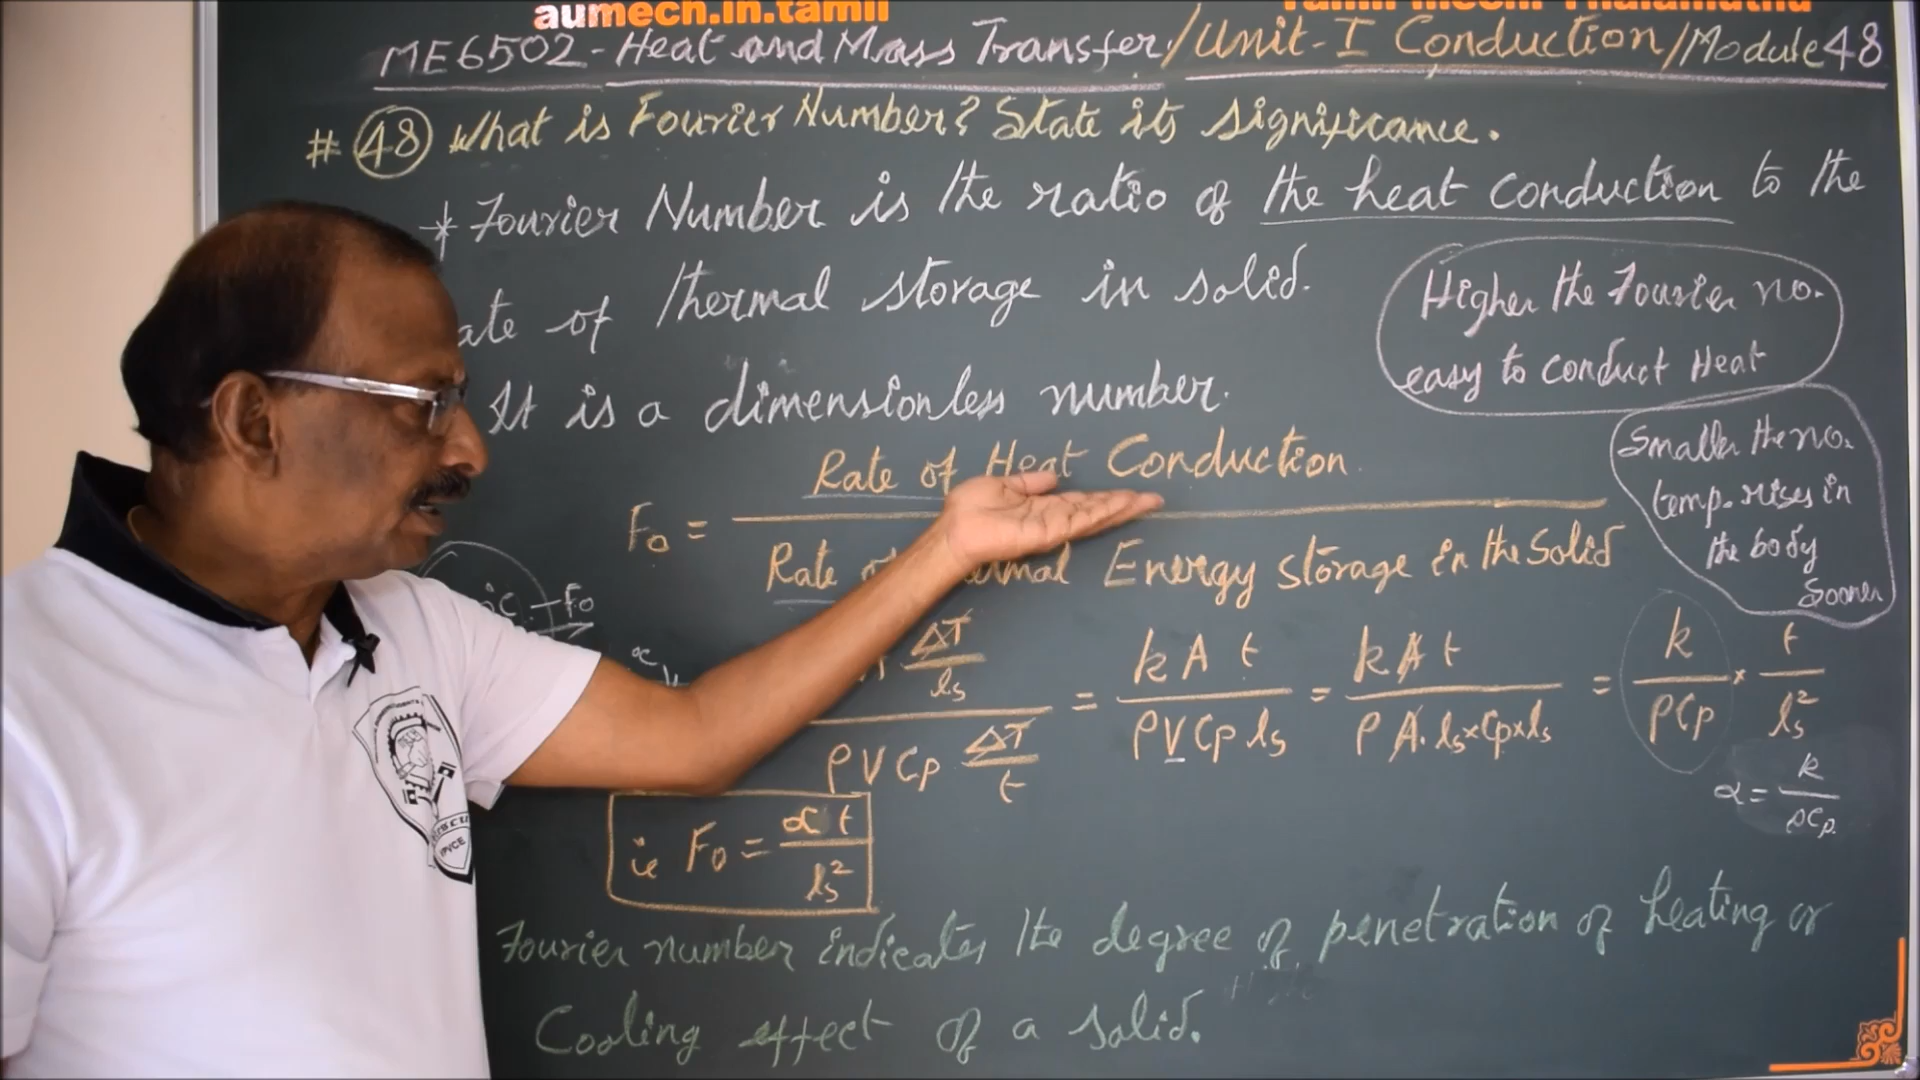 aumech.in.tamil
ME6502-Heat and Mass Transfer/Unit-I Conduction/Module 48
# 48 What is Fourier Number? State its significance.
* Fourier Number is the ratio of the heat conduction to the
ate of thermal storage in solid.
It is a dimensionless number.
Higher the Fourier no.
easy to conduct Heat
Smaller the no.
temp. rises in
the body
Sooner
Fo = Rate of Heat Conduction / Rate Energy storage in the Solid
ΔT/ls / ρVCp ΔT/t = kAt / ρVCp ls = kAt / ρA.ls×Cp×ls = k/ρCp × t/ls²
α = k/ρCp
ie Fo = αt/ls²
Fourier number indicates the degree of penetration of heating or
Cooling effect of a solid.